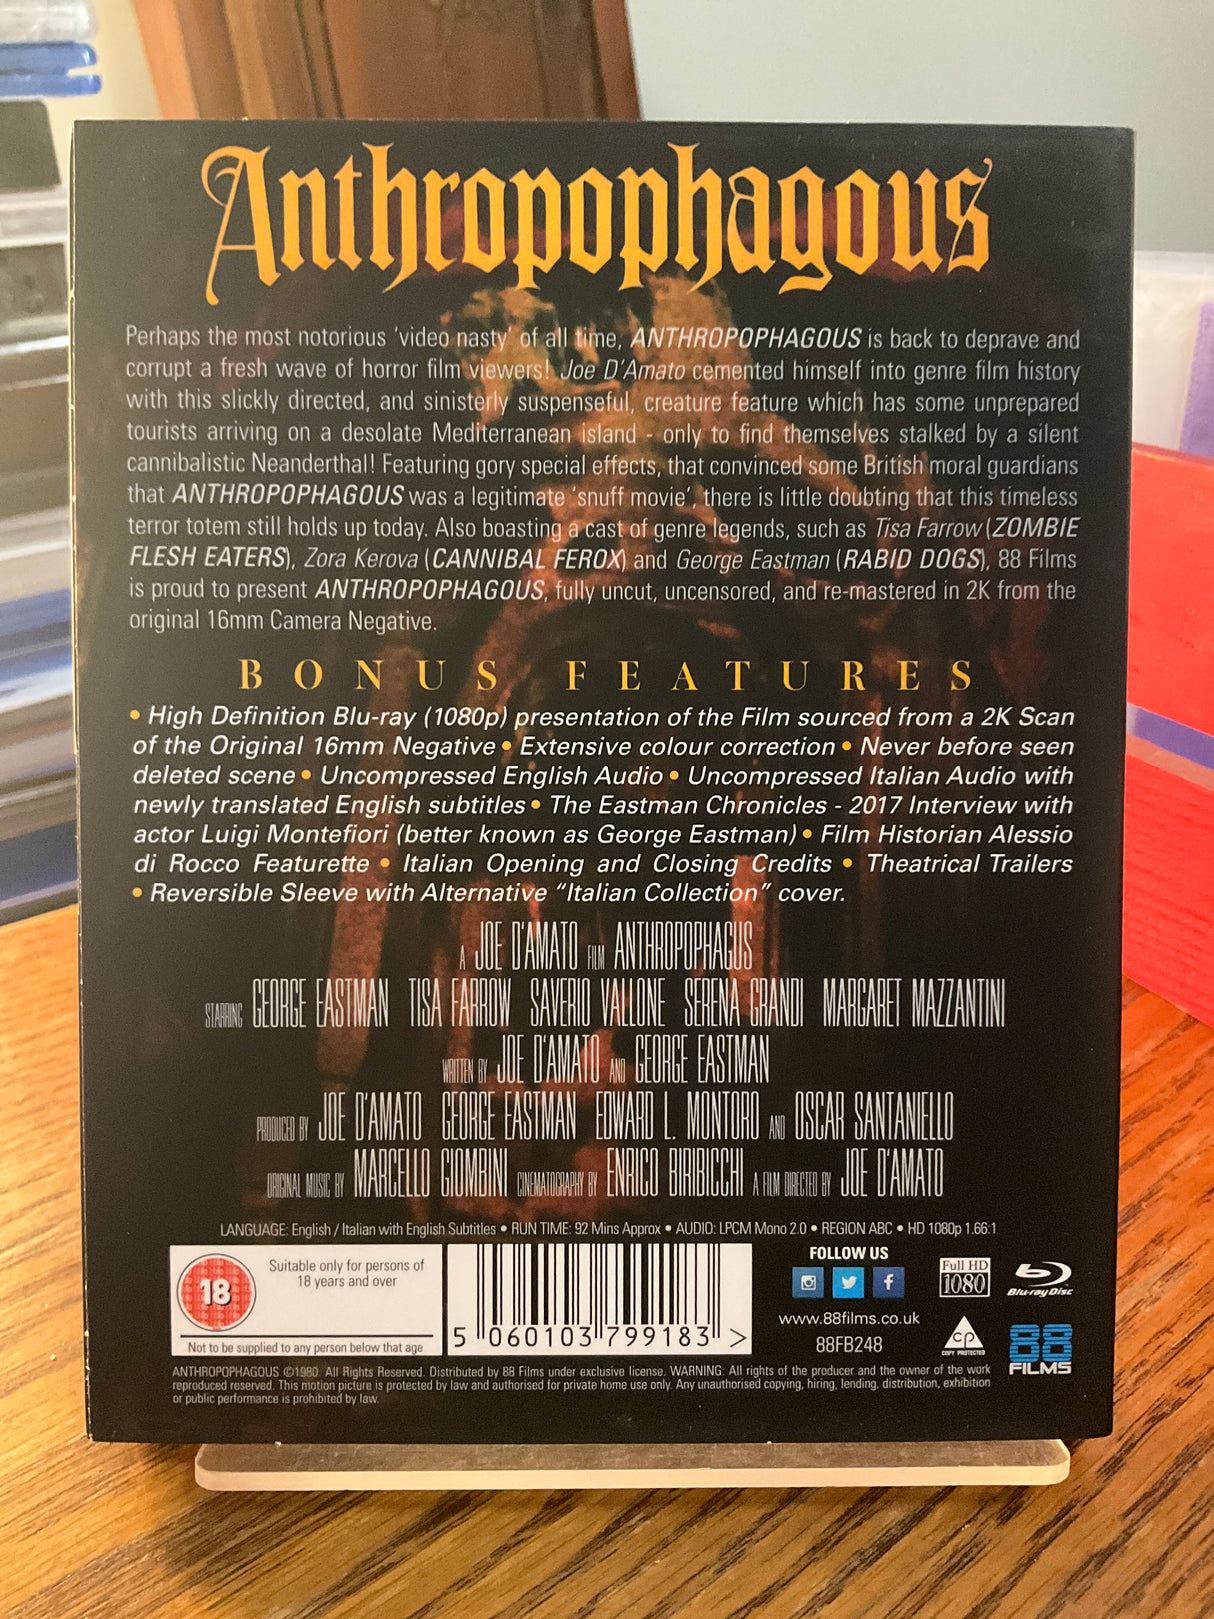 Anthropophagous
Perhaps the most notorious ‘video nasty’ of all time, ANTHROPOPHAGOUS is back to deprave and
corrupt a fresh wave of horror film viewers! Joe D’Amato cemented himself into genre film history
with this slickly directed, and sinisterly suspenseful, creature feature which has some unprepared
tourists arriving on a desolate Mediterranean island - only to find themselves stalked by a silent
cannibalistic Neanderthal! Featuring gory special effects, that convinced some British moral guardians
that ANTHROPOPHAGOUS was a legitimate ‘snuff movie’, there is little doubting that this timeless
terror totem still holds up today. Also boasting a cast of genre legends, such as Tisa Farrow (ZOMBIE
FLESH EATERS), Zora Kerova (CANNIBAL FEROX) and George Eastman (RABID DOGS), 88 Films
is proud to present ANTHROPOPHAGOUS, fully uncut, uncensored, and re-mastered in 2K from the
original 16mm Camera Negative.
BONUS FEATURES
• High Definition Blu-ray (1080p) presentation of the Film sourced from a 2K Scan
of the Original 16mm Negative • Extensive colour correction • Never before seen
deleted scene • Uncompressed English Audio • Uncompressed Italian Audio with
newly translated English subtitles • The Eastman Chronicles - 2017 Interview with
actor Luigi Montefiori (better known as George Eastman) • Film Historian Alessio
di Rocco Featurette • Italian Opening and Closing Credits • Theatrical Trailers
• Reversible Sleeve with Alternative “Italian Collection” cover.
A JOE D'AMATO FILM ANTHROPOPHAGUS
STARRING GEORGE EASTMAN TISA FARROW SAVERIO VALLONE SERENA GRANDI MARGARET MAZZANTINI
WRITTEN BY JOE D'AMATO AND GEORGE EASTMAN
PRODUCED BY JOE D'AMATO GEORGE EASTMAN EDWARD L. MONTORO AND OSCAR SANTANIELLO
ORIGINAL MUSIC BY MARCELLO GIOMBINI CINEMATOGRAPHY BY ENRICO BIRIBICCHI A FILM DIRECTED BY JOE D'AMATO
LANGUAGE: English / Italian with English Subtitles • RUN TIME: 92 Mins Approx • AUDIO: LPCM Mono 2.0 • REGION ABC • HD 1080p 1.66:1
18
Suitable only for persons of
18 years and over
Not to be supplied to any person below that age
5 060103 799183 >
FOLLOW US
www.88films.co.uk
88FB248
Full HD
1080
Blu-ray Disc
CP
COPY PROTECTED
88
FILMS
ANTHROPOPHAGOUS ©1980. All Rights Reserved. Distributed by 88 Films under exclusive license. WARNING: All rights of the producer and the owner of the work
reproduced reserved. This motion picture is protected by law and authorised for private home use only. Any unauthorised copying, hiring, lending, distribution, exhibition
or public performance is prohibited by law.